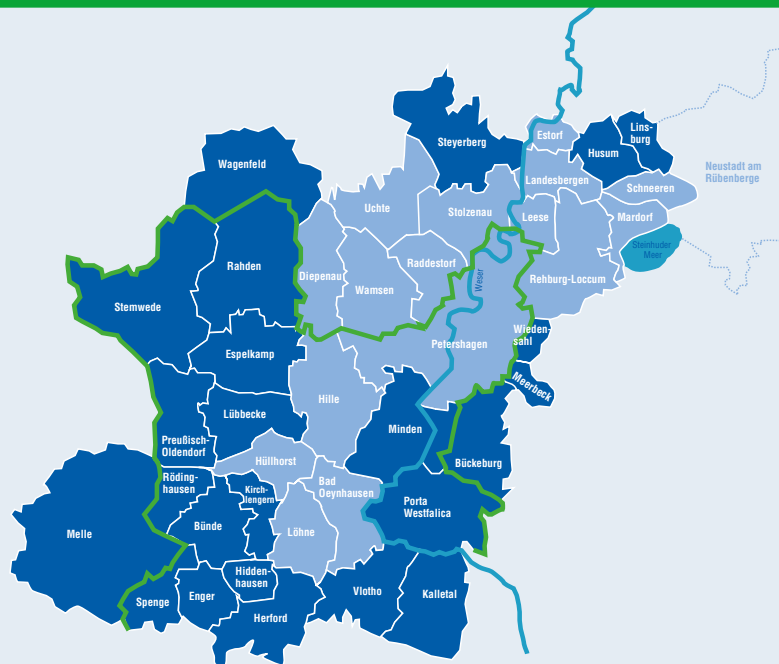 Steyerberg
Estorf
Lins-
burg
Husum
Wagenfeld
Neustadt am
Rübenberge
Landesbergen
Schneeren
Uchte
Stolzenau
Leese
Mardorf
Steinhuder
Meer
Rahden
Raddestorf
Diepenau
Wamsen
Weser
Rehburg-Loccum
Stemwede
Wieden-
sahl
Petershagen
Espelkamp
Meerbeck
Hille
Lübbecke
Minden
Preußisch-
Oldendorf
Hüllhorst
Bückeburg
Röding-
hausen
Kirch-
lengern
Bad
Oeynhausen
Porta
Westfalica
Bünde
Löhne
Melle
Hidden-
hausen
Spenge
Enger
Vlotho
Kalletal
Herford